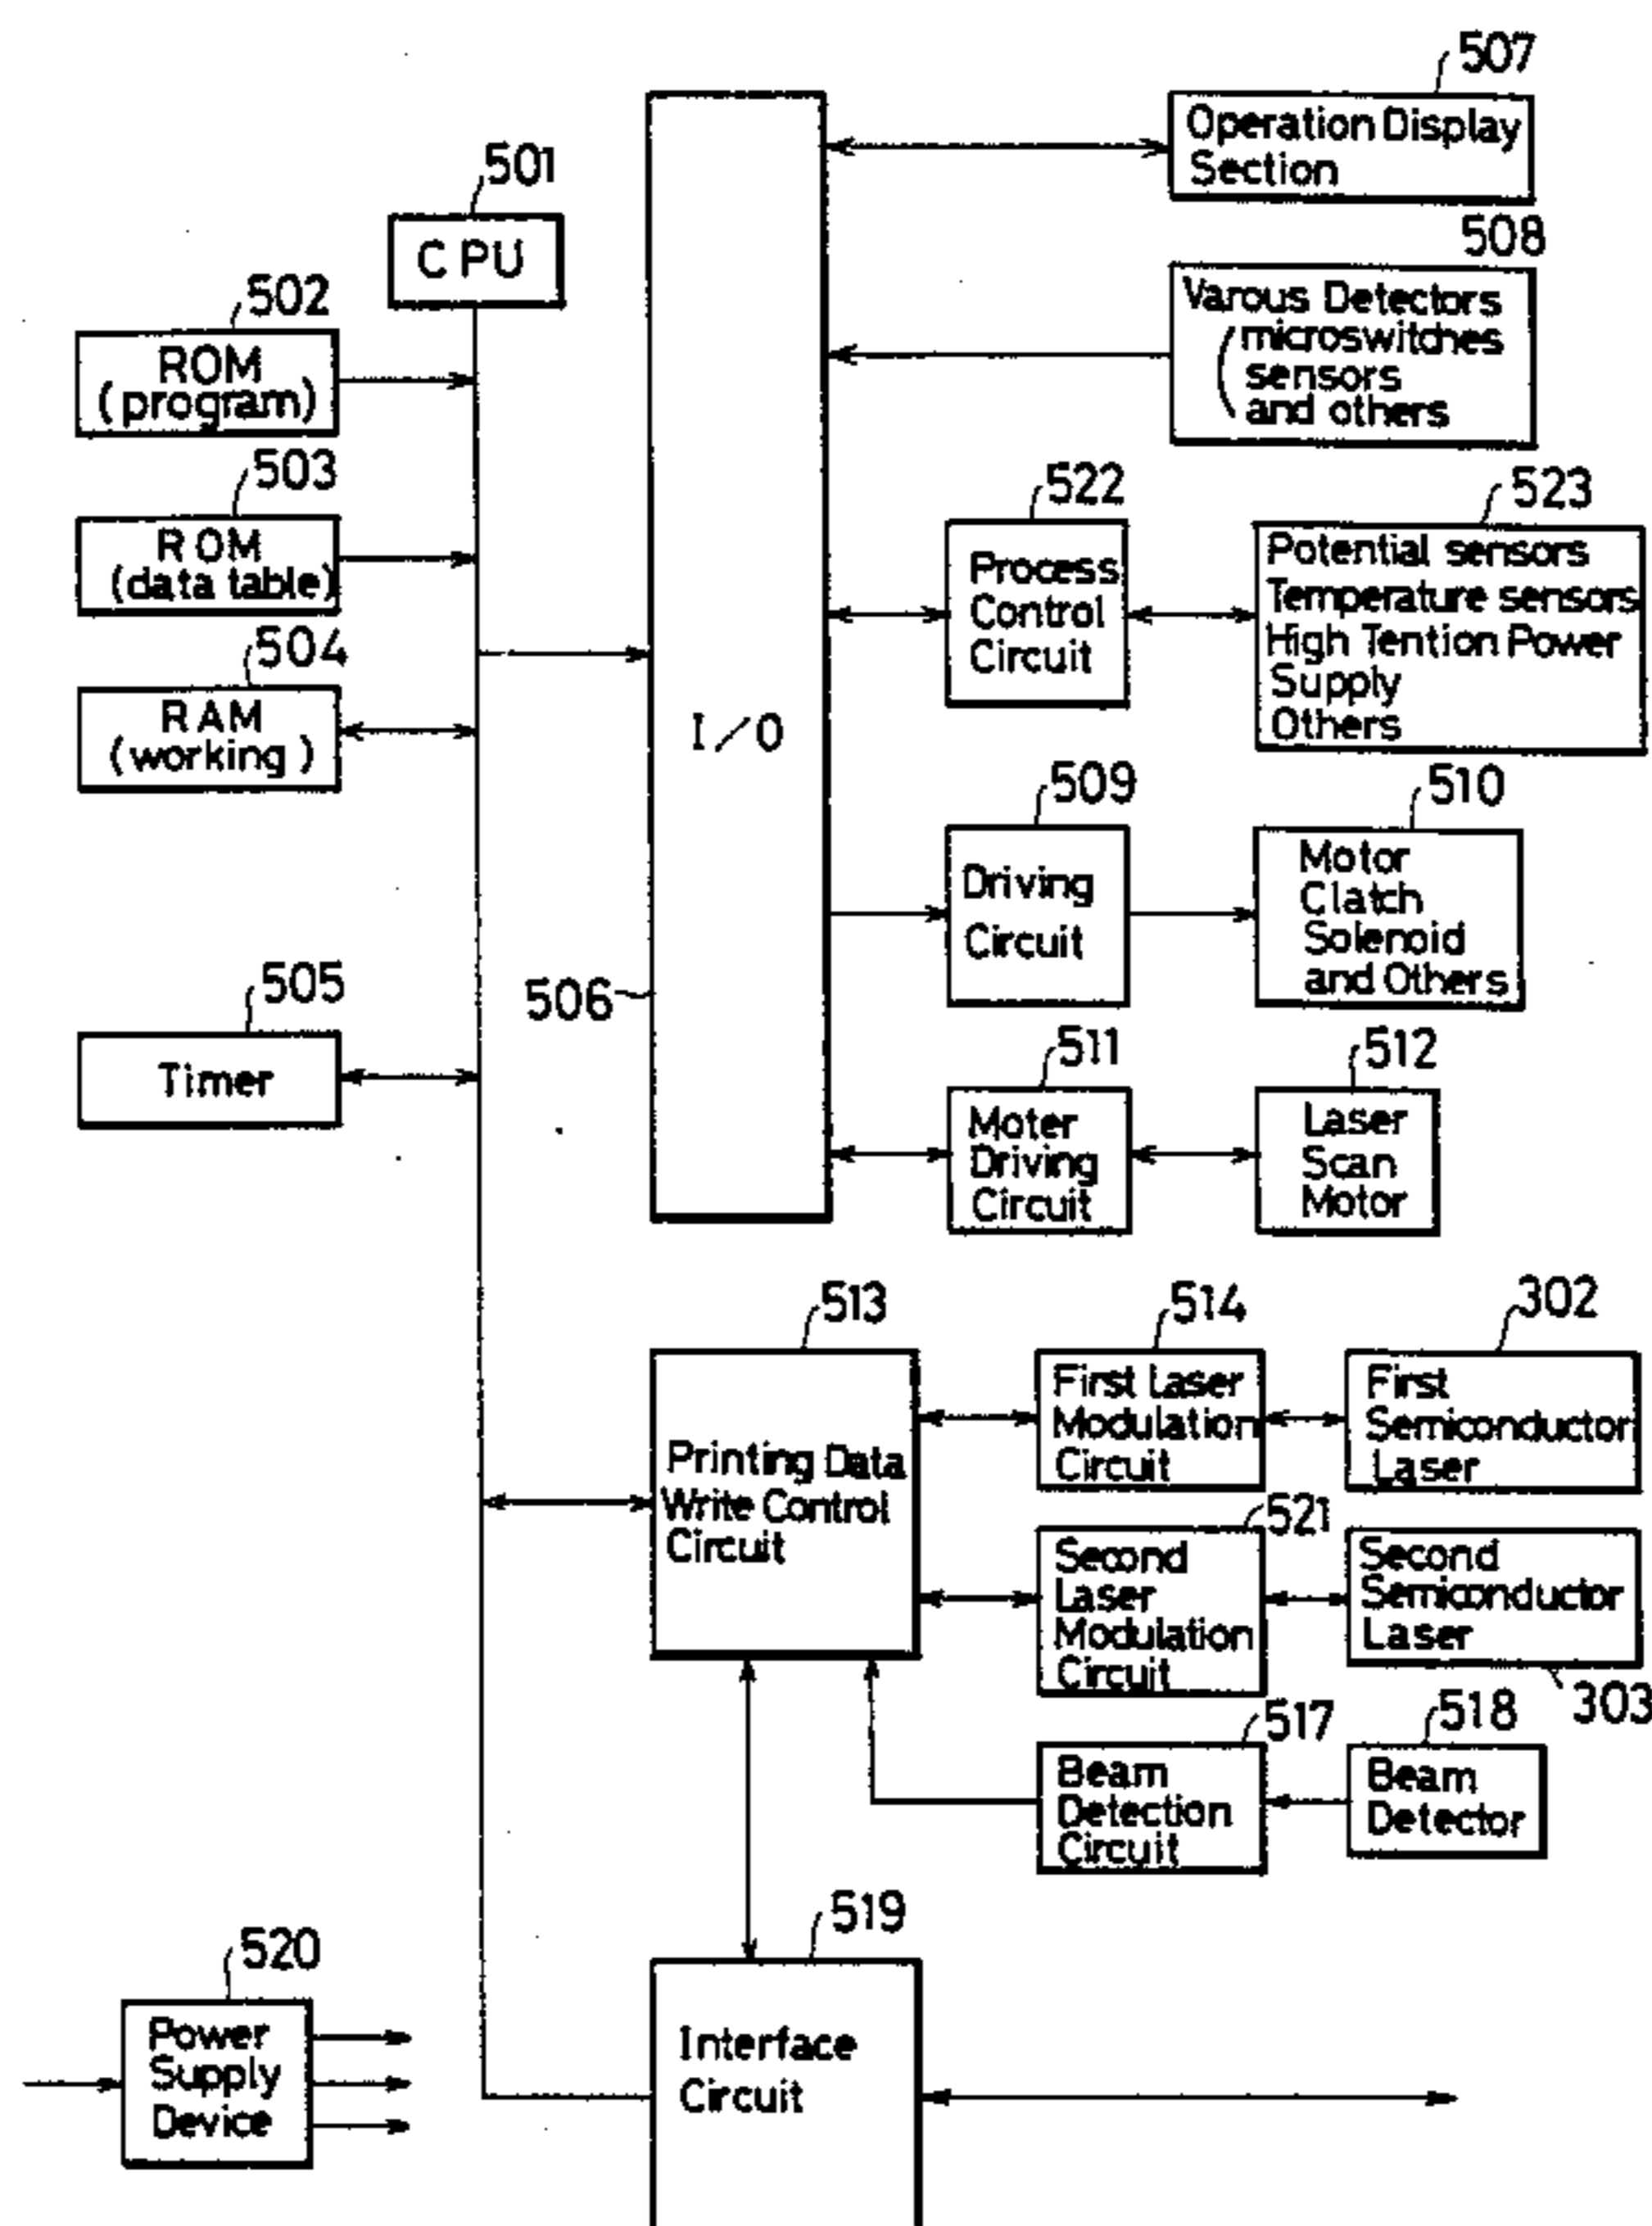 507
Operation Display
Section
501
CPU
508
Varous Detectors
(microswitches
sensors
and others
502
ROM
(program)
503
ROM
(data table)
504
RAM
(working)
522
Process
Control
Circuit
523
Potential sensors
Temperature sensors
High Tention Power
Supply
Others
I/O
509
Driving
Circuit
510
Motor
Clatch
Solenoid
and Others
505
Timer
506
511
Moter
Driving
Circuit
512
Laser
Scan
Motor
513
Printing Data
Write Control
Circuit
514
First Laser
Modulation
Circuit
302
First
Semiconductor
Laser
521
Second
Laser
Modulation
Circuit
Second
Semiconductor
Laser
303
517
Beam
Detection
Circuit
518
Beam
Detector
519
Interface
Circuit
520
Power
Supply
Device